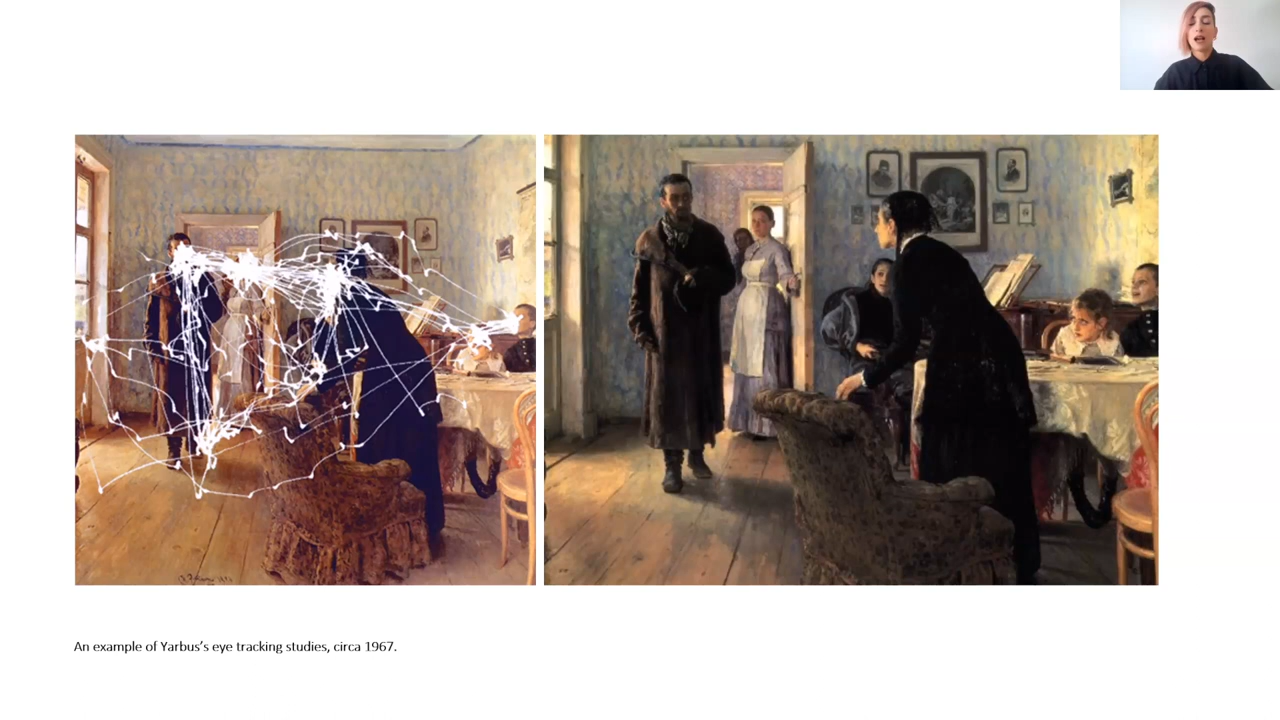 An example of Yarbus’s eye tracking studies, circa 1967.